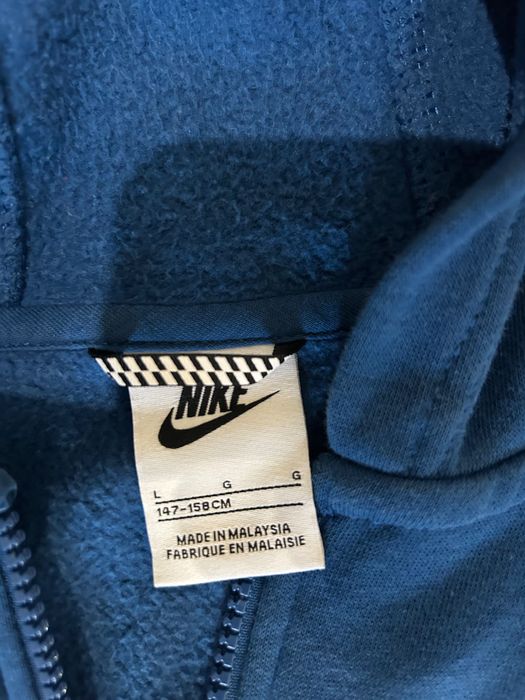 NIKE
L G G
147-158CM
MADE IN MALAYSIA
FABRIQUE EN MALAISIE